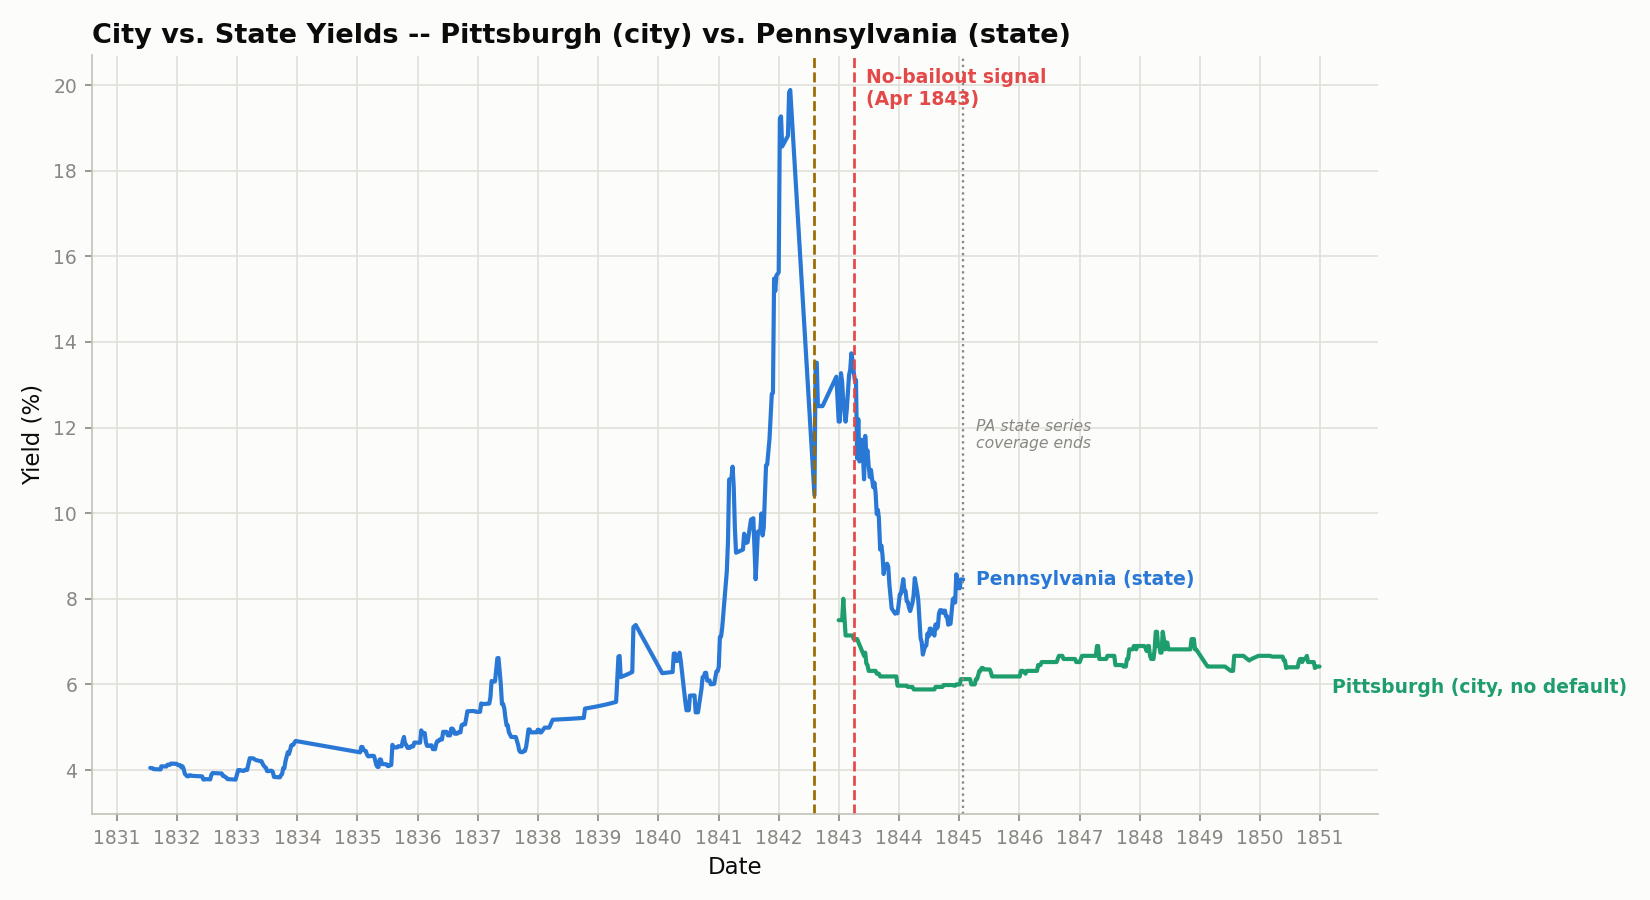 City vs. State Yields -- Pittsburgh (city) vs. Pennsylvania (state)
No-bailout signal
(Apr 1843)
20
18
16
14
12
10
8
6
4
Yield (%)
PA state series
coverage ends
Pennsylvania (state)
Pittsburgh (city, no default)
1831 1832 1833 1834 1835 1836 1837 1838 1839 1840 1841 1842 1843 1844 1845 1846 1847 1848 1849 1850 1851
Date